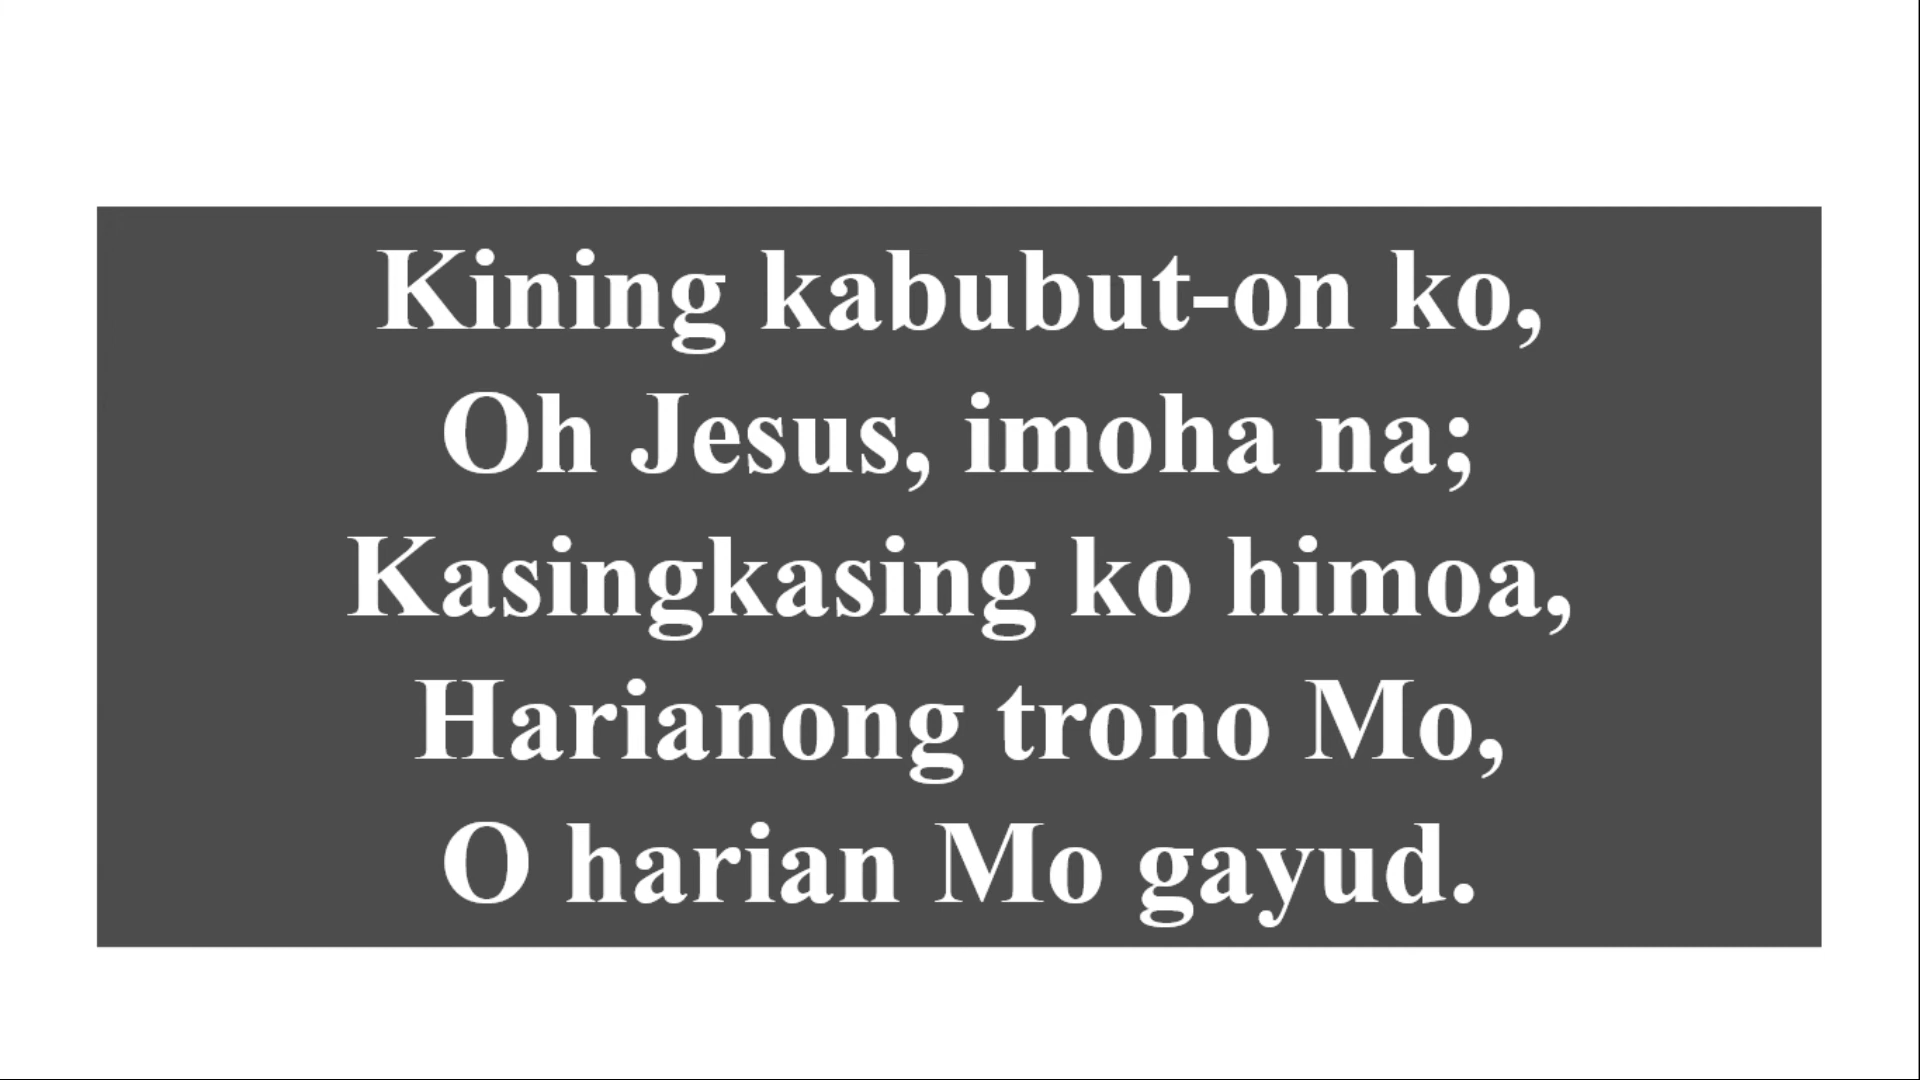 Kining kabubut-on ko,
Oh Jesus, imoha na;
Kasingkasing ko himoa,
Harianong trono Mo,
O harian Mo gayud.